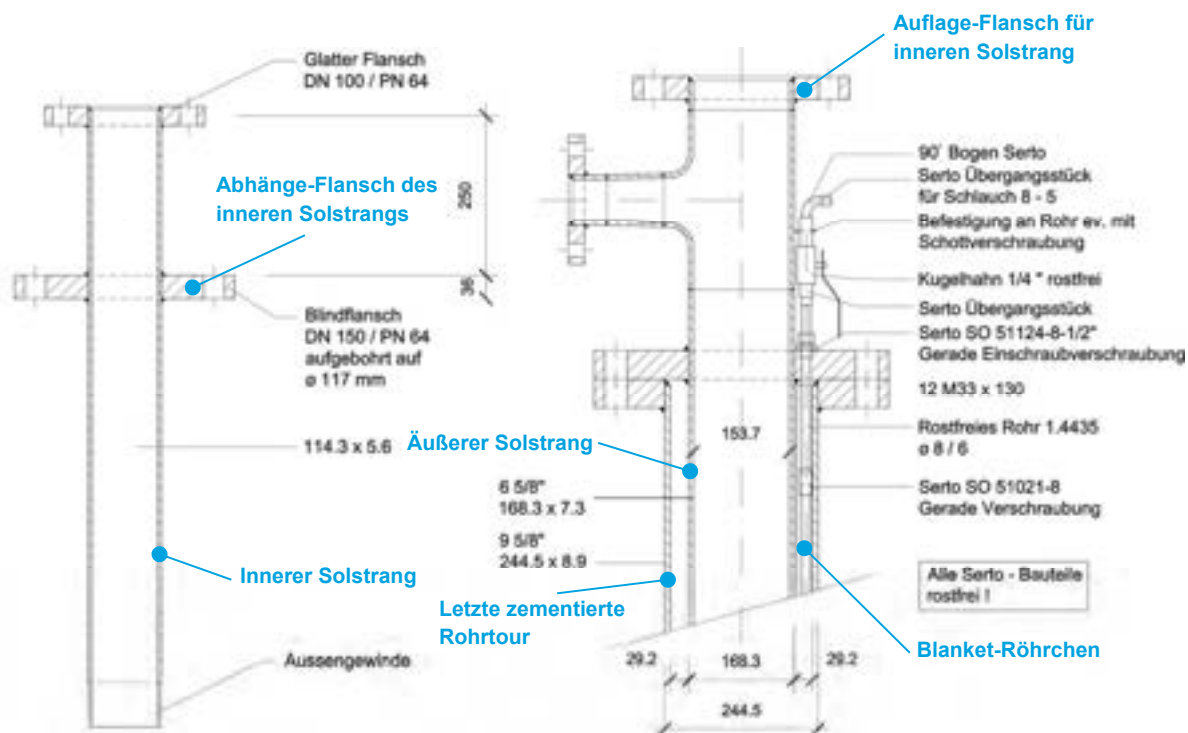 Glatter Flansch
DN 100 / PN 64
Abhänge-Flansch des
inneren Solstrangs
250
36
Blindflansch
DN 150 / PN 64
aufgebohrt auf
ø 117 mm
114.3 x 5.6
Innerer Solstrang
Aussengewinde
Auflage-Flansch für
inneren Solstrang
90° Bogen Serto
Serto Übergangsstück
für Schlauch 8 - 5
Befestigung an Rohr ev. mit
Schottverschraubung
Kugelhahn 1/4 " rostfrei
Serto Übergangsstück
Serto SO 51124-8-1/2"
Gerade Einschraubverschraubung
12 M33 x 130
Rostfreies Rohr 1.4435
ø 8 / 6
Serto SO 51021-8
Gerade Verschraubung
Alle Serto - Bauteile
rostfrei !
Blanket-Röhrchen
Äußerer Solstrang
153.7
6 5/8"
168.3 x 7.3
9 5/8"
244.5 x 8.9
Letzte zementierte
Rohrtour
29.2
168.3
29.2
244.5